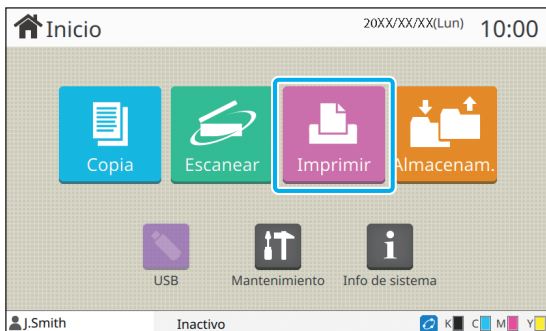 Inicio 20XX/XX/XX(Lun) 10:00
Copia Escanear Imprimir Almacenam.
USB Mantenimiento Info de sistema
J.Smith Inactivo K C M Y